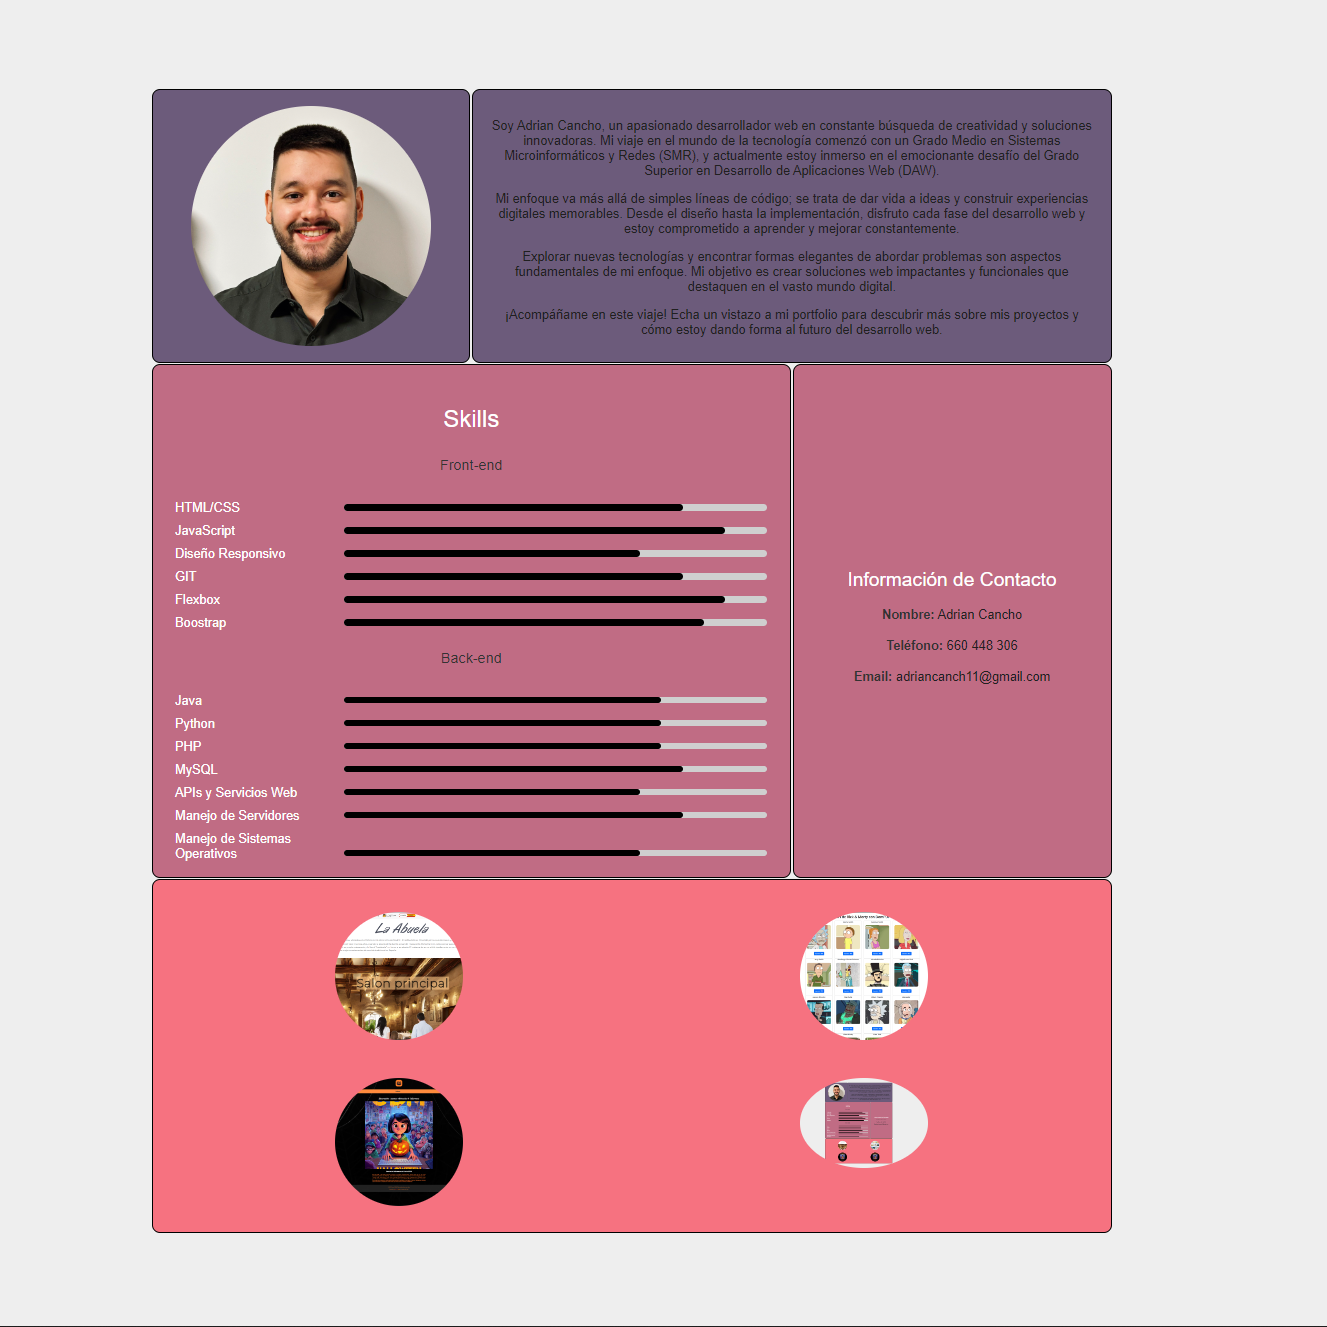 Soy Adrian Cancho, un apasionado desarrollador web en constante búsqueda de creatividad y soluciones
innovadoras. Mi viaje en el mundo de la tecnología comenzó con un Grado Medio en Sistemas
Microinformáticos y Redes (SMR), y actualmente estoy inmerso en el emocionante desafío del Grado
Superior en Desarrollo de Aplicaciones Web (DAW).
Mi enfoque va más allá de simples líneas de código; se trata de dar vida a ideas y construir experiencias
digitales memorables. Desde el diseño hasta la implementación, disfruto cada fase del desarrollo web y
estoy comprometido a aprender y mejorar constantemente.
Explorar nuevas tecnologías y encontrar formas elegantes de abordar problemas son aspectos
fundamentales de mi enfoque. Mi objetivo es crear soluciones web impactantes y funcionales que
destaquen en el vasto mundo digital.
¡Acompáñame en este viaje! Echa un vistazo a mi portfolio para descubrir más sobre mis proyectos y
cómo estoy dando forma al futuro del desarrollo web.
Skills
Front-end
HTML/CSS
JavaScript
Diseño Responsivo
GIT
Flexbox
Boostrap
Back-end
Java
Python
PHP
MySQL
APIs y Servicios Web
Manejo de Servidores
Manejo de Sistemas
Operativos
Información de Contacto
Nombre: Adrian Cancho
Teléfono: 660 448 306
Email: adriancanch11@gmail.com
La Abuela
Salon principal